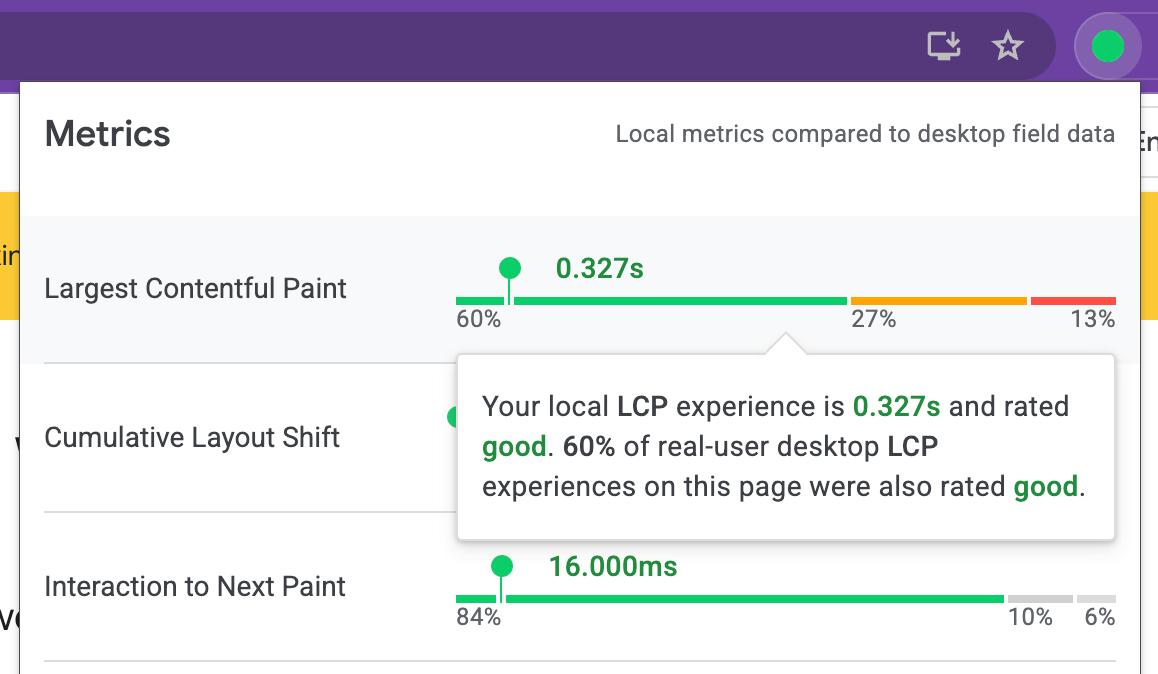 Metrics
Local metrics compared to desktop field data
Largest Contentful Paint
0.327s
60%
27%
13%
Your local LCP experience is 0.327s and rated
good. 60% of real-user desktop LCP
experiences on this page were also rated good.
Cumulative Layout Shift
Interaction to Next Paint
16.000ms
84%
10%
6%